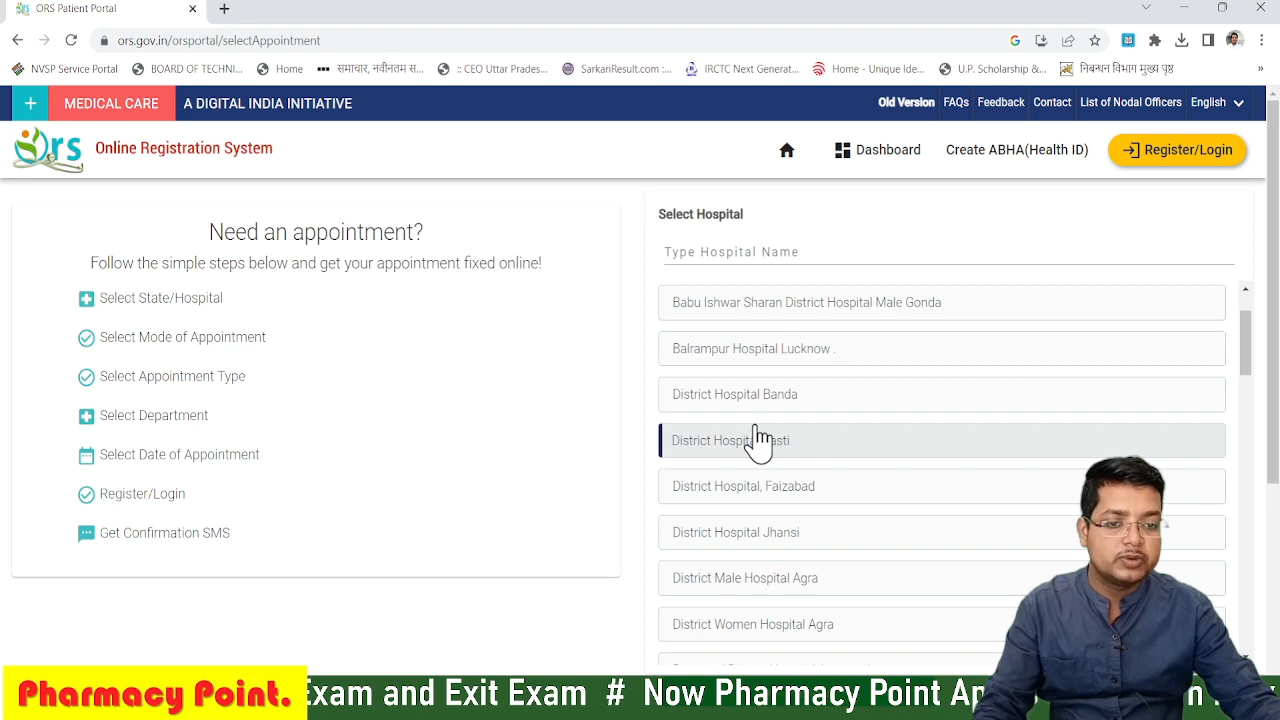 ORS Patient Portal
ors.gov.in/orsportal/selectAppointment
NVSP Service Portal
BOARD OF TECHNI...
Home
समाचार, नवीनतम स...
:: CEO Uttar Prades...
SarkariResult.com :...
IRCTC Next Generat...
Home - Unique Ide...
U.P. Scholarship &...
निबन्धन विभाग मुख्य पृष्ठ
MEDICAL CARE
A DIGITAL INDIA INITIATIVE
Old Version
FAQs
Feedback
Contact
List of Nodal Officers
English
Ors
Online Registration System
Dashboard
Create ABHA(Health ID)
Register/Login
Need an appointment?
Follow the simple steps below and get your appointment fixed online!
Select State/Hospital
Select Mode of Appointment
Select Appointment Type
Select Department
Select Date of Appointment
Register/Login
Get Confirmation SMS
Select Hospital
Type Hospital Name
Babu Ishwar Sharan District Hospital Male Gonda
Balrampur Hospital Lucknow .
District Hospital Banda
District Hospital Basti
District Hospital, Faizabad
District Hospital Jhansi
District Male Hospital Agra
District Women Hospital Agra
Pharmacy Point.
Exam and Exit Exam # Now Pharmacy Point